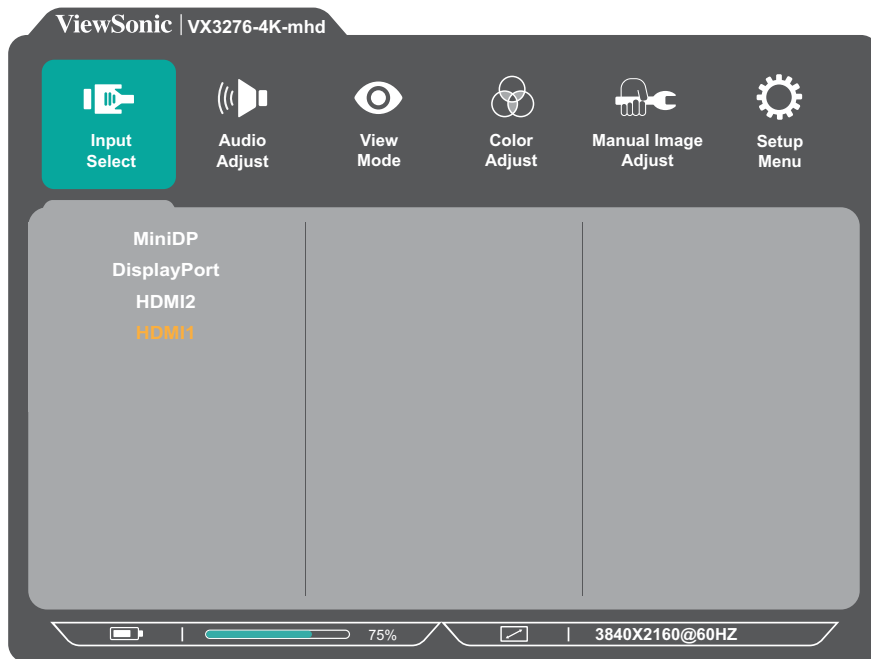 ViewSonic | VX3276-4K-mhd
Input
Select
Audio
Adjust
View
Mode
Color
Adjust
Manual Image
Adjust
Setup
Menu
MiniDP
DisplayPort
HDMI2
HDMI1
75%
3840X2160@60HZ